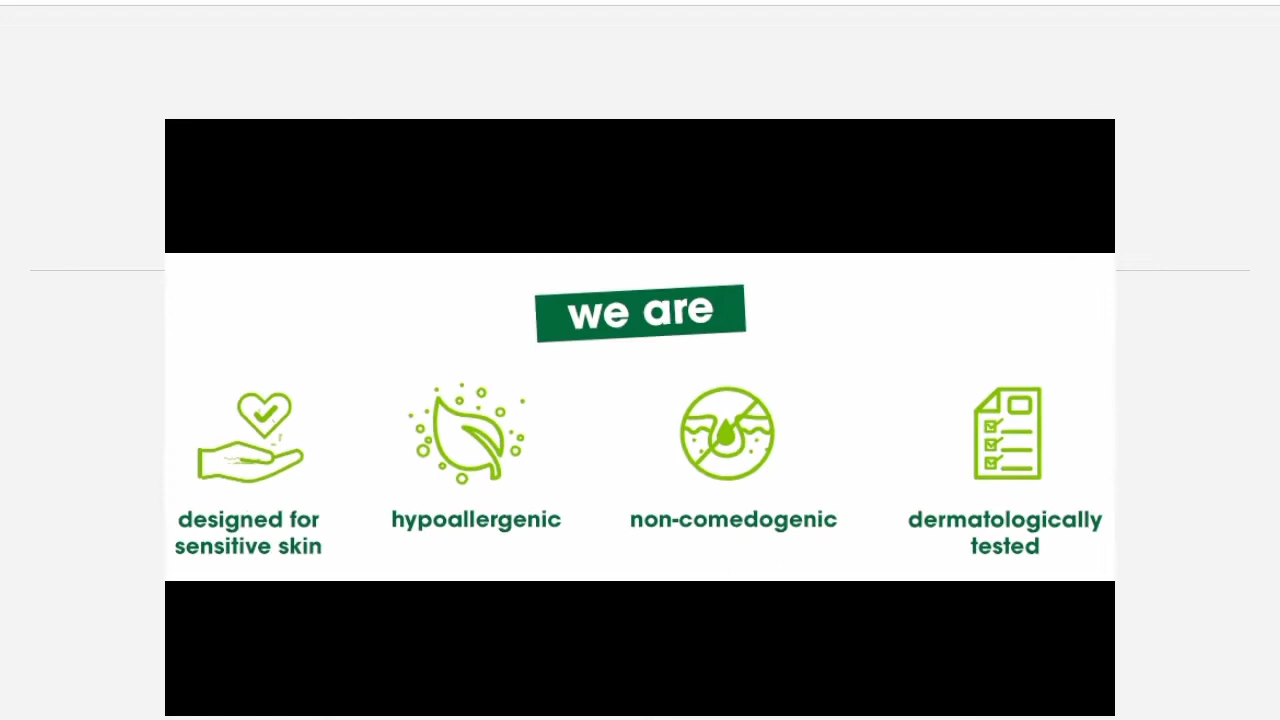 we are
designed for
sensitive skin
hypoallergenic
non-comedogenic
dermatologically
tested